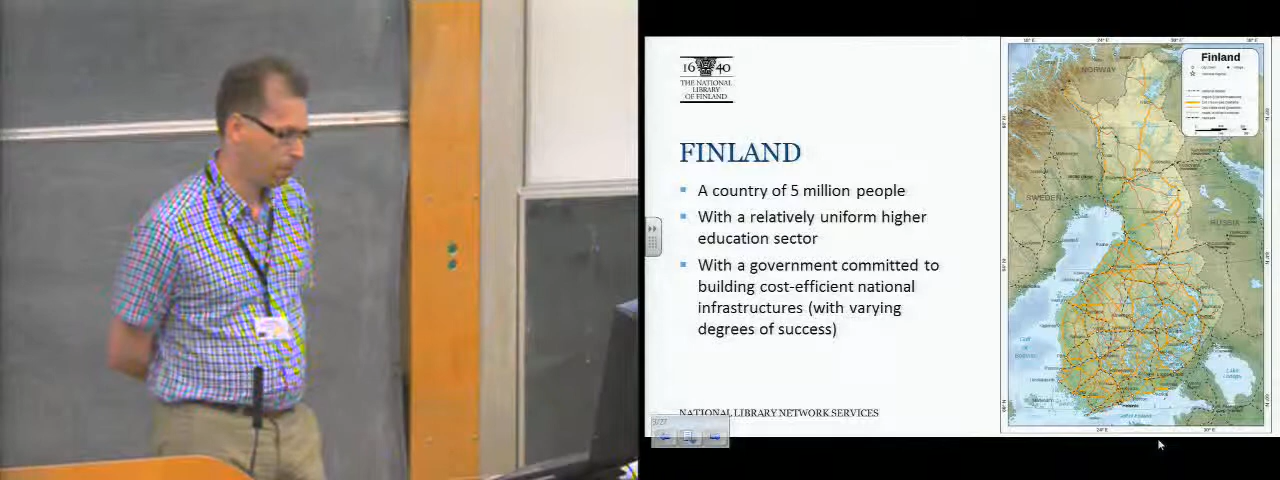 16 40
THE NATIONAL
LIBRARY
OF FINLAND
FINLAND
A country of 5 million people
With a relatively uniform higher
education sector
With a government committed to
building cost-efficient national
infrastructures (with varying
degrees of success)
NATIONAL LIBRARY NETWORK SERVICES
3/27
Finland
NORWAY
SWEDEN
RUSSIA